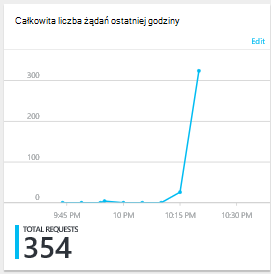 Całkowita liczba żądań ostatniej godziny
Edit
300
200
100
0
9:45 PM 10 PM 10:15 PM 10:30 PM
TOTAL REQUESTS
354